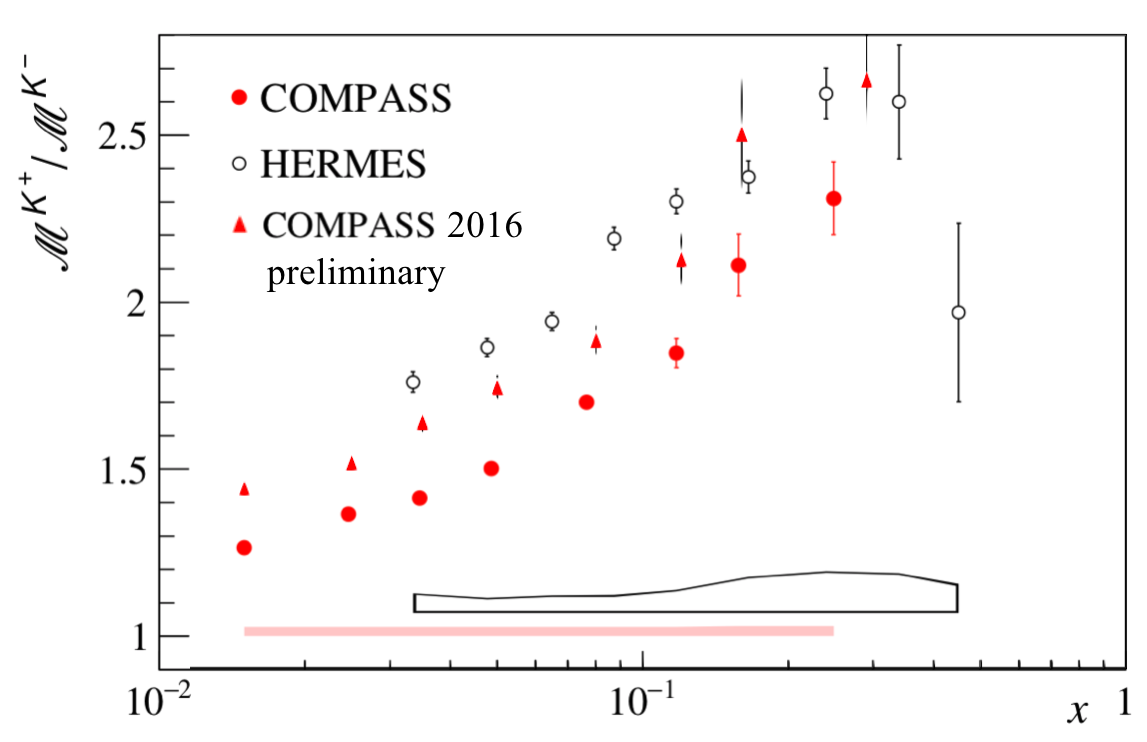 ℳ^{K⁺}/ℳ^{K⁻}
COMPASS
HERMES
COMPASS 2016
preliminary
2.5
2
1.5
1
10⁻²
10⁻¹
1
x